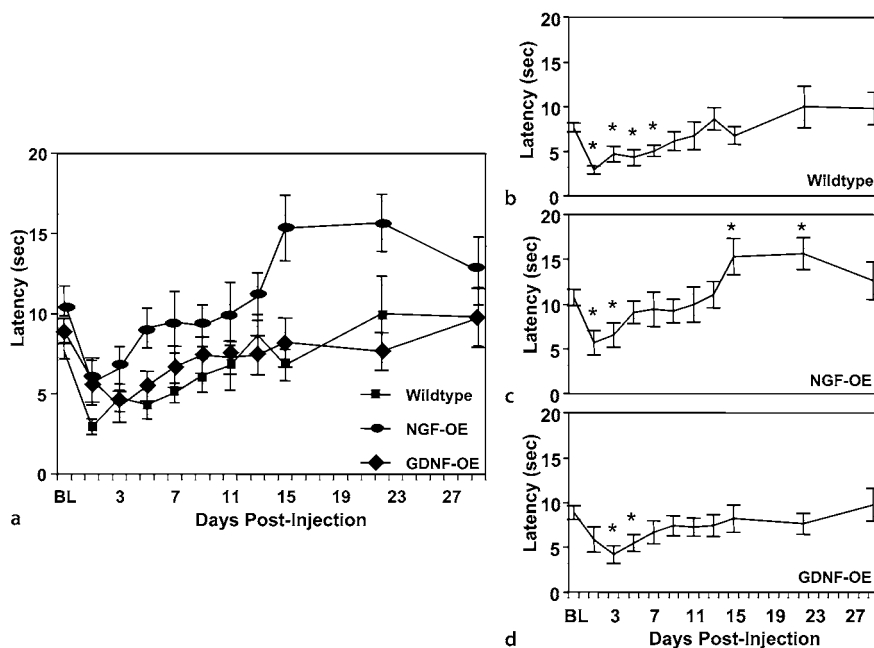 20
15
10
5
0
Latency (sec)
Wildtype
NGF-OE
GDNF-OE
BL 3 7 11 15 19 23 27
Days Post-Injection
a
20
15
10
5
0
Latency (sec)
* * * *
Wildtype
b
20
15
10
5
0
Latency (sec)
* * * *
NGF-OE
c
20
15
10
5
0
Latency (sec)
* *
GDNF-OE
BL 3 7 11 15 19 23 27
Days Post-Injection
d